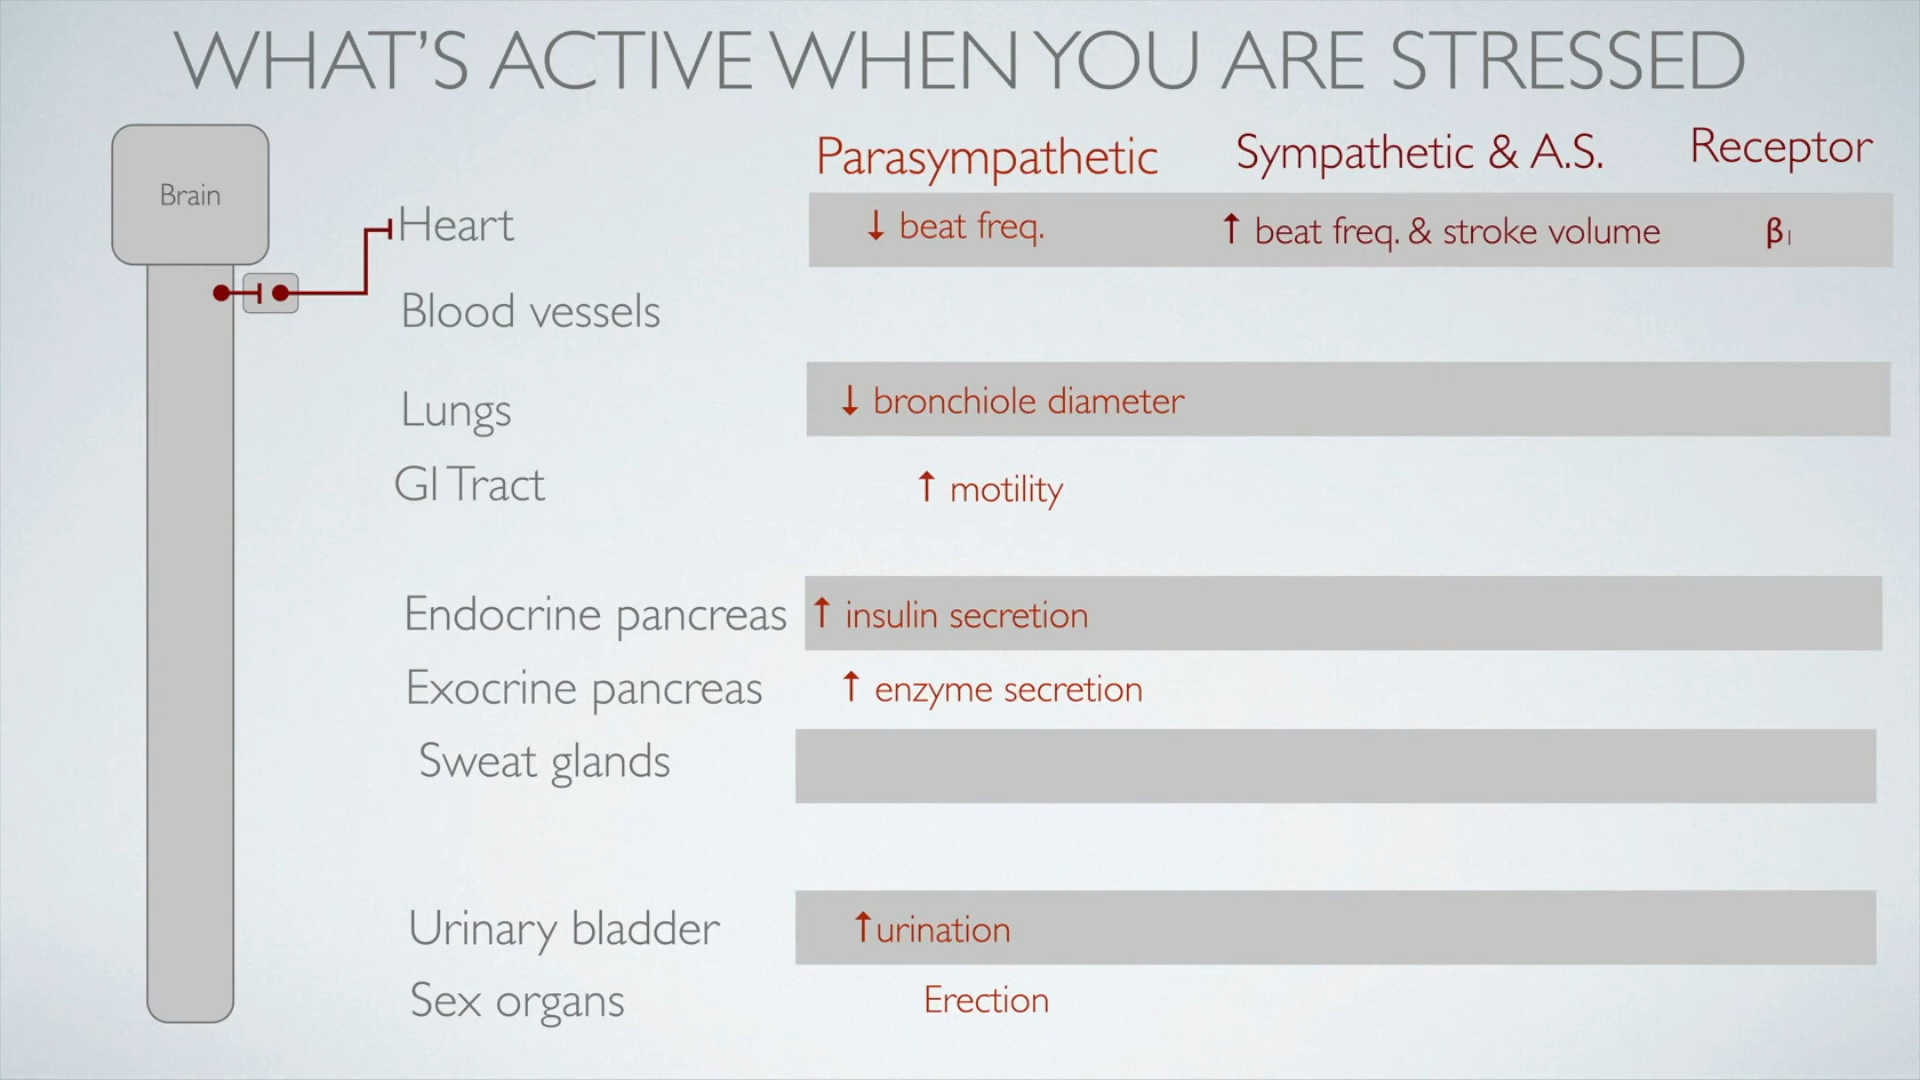 WHAT'S ACTIVE WHEN YOU ARE STRESSED
Parasympathetic Sympathetic & A.S. Receptor
Brain
Heart ↓ beat freq. ↑ beat freq. & stroke volume β₁
Blood vessels
Lungs ↓ bronchiole diameter
GI Tract ↑ motility
Endocrine pancreas ↑ insulin secretion
Exocrine pancreas ↑ enzyme secretion
Sweat glands
Urinary bladder ↑urination
Sex organs Erection